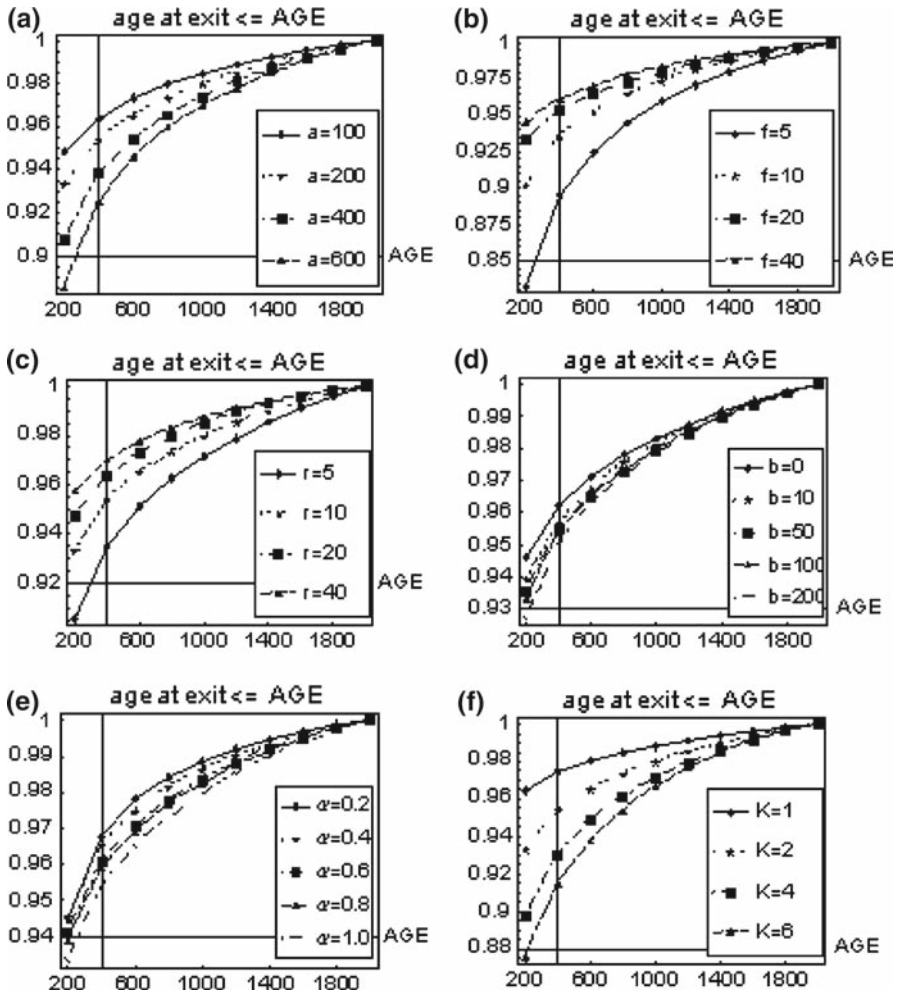 (a)
age at exit<= AGE
1
0.98
0.96
0.94
0.92
0.9
a=100
a=200
a=400
a=600
AGE
200 600 1000 1400 1800
(b)
age at exit<= AGE
1
0.975
0.95
0.925
0.9
0.875
0.85
f=5
f=10
f=20
f=40
AGE
200 600 1000 1400 1800
(c)
age at exit<= AGE
1
0.98
0.96
0.94
0.92
r=5
r=10
r=20
r=40
AGE
200 600 1000 1400 1800
(d)
age at exit<= AGE
1
0.99
0.98
0.97
0.96
0.95
0.94
0.93
b=0
b=10
b=50
b=100
b=200
AGE
200 600 1000 1400 1800
(e)
age at exit<= AGE
1
0.99
0.98
0.97
0.96
0.95
0.94
α=0.2
α=0.4
α=0.6
α=0.8
α=1.0
AGE
200 600 1000 1400 1800
(f)
age at exit<= AGE
1
0.98
0.96
0.94
0.92
0.9
0.88
K=1
K=2
K=4
K=6
AGE
200 600 1000 1400 1800